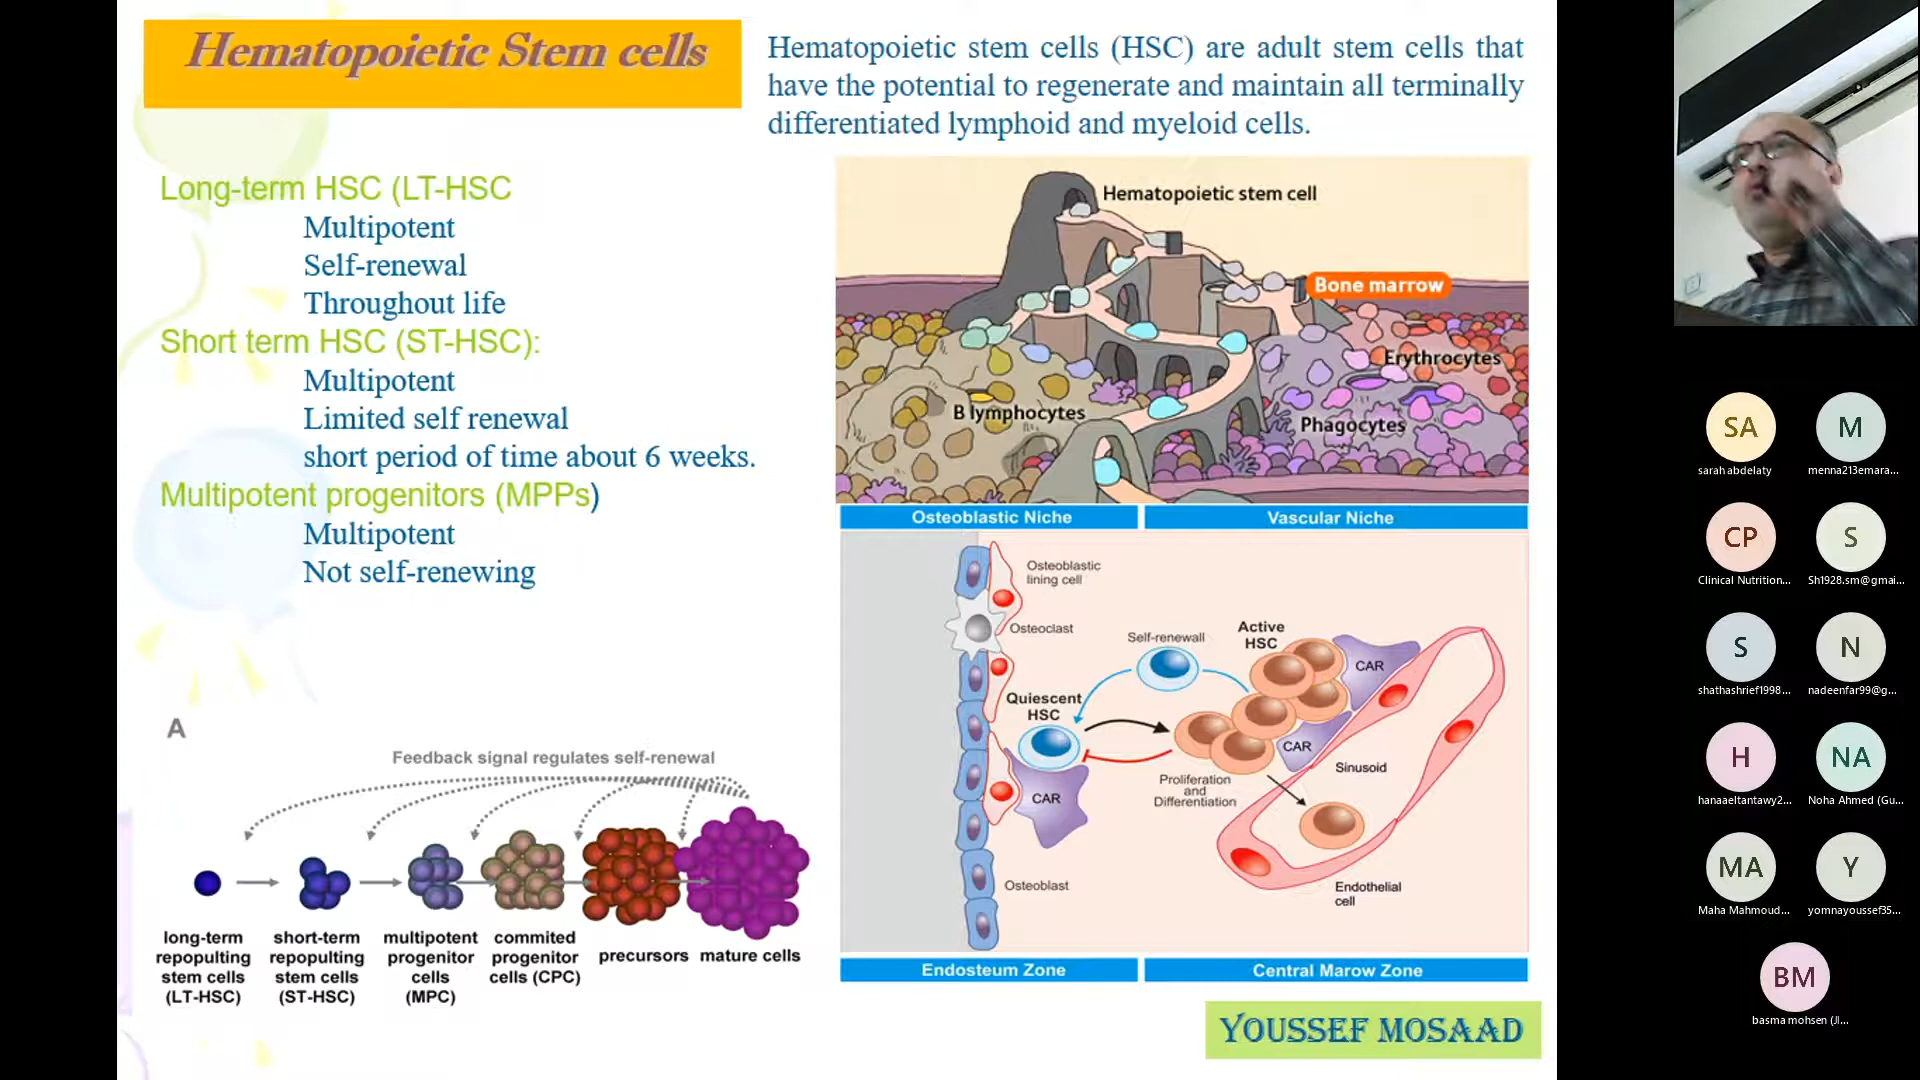 Hematopoietic Stem cells
Hematopoietic stem cells (HSC) are adult stem cells that
have the potential to regenerate and maintain all terminally
differentiated lymphoid and myeloid cells.
Long-term HSC (LT-HSC
Multipotent
Self-renewal
Throughout life
Short term HSC (ST-HSC):
Multipotent
Limited self renewal
short period of time about 6 weeks.
Multipotent progenitors (MPPs)
Multipotent
Not self-renewing
Hematopoietic stem cell
Bone marrow
Erythrocytes
B lymphocytes
Phagocytes
Osteoblastic Niche
Vascular Niche
Osteoblastic
lining cell
Osteoclast
Self-renewall
Active
HSC
CAR
Quiescent
HSC
CAR
Sinusoid
Proliferation
and
Differentiation
CAR
Osteoblast
Endothelial
cell
Endosteum Zone
Central Marow Zone
A
Feedback signal regulates self-renewal
long-term
repopulting
stem cells
(LT-HSC)
short-term
repopulting
stem cells
(ST-HSC)
multipotent
progenitor
cells
(MPC)
commited
progenitor
cells (CPC)
precursors
mature cells
YOUSSEF MOSAAD
SA
sarah abdelaty
M
menna213emara...
CP
Clinical Nutrition...
S
Sh1928.sm@gmai...
S
shathashrief1998...
N
nadeenfar99@g...
H
hanaaeltantawy2...
NA
Noha Ahmed (Gu...
MA
Maha Mahmoud...
Y
yomnayoussef35...
BM
basma mohsen (Jl...